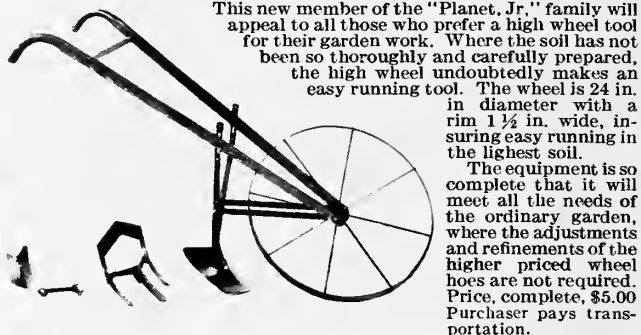 This new member of the "Planet, Jr," family will
appeal to all those who prefer a high wheel tool
for their garden work. Where the soil has not
been so thoroughly and carefully prepared,
the high wheel undoubtedly makes an
easy running tool. The wheel is 24 in.
in diameter with a
rim 1 ½ in. wide, in-
suring easy running in
the lighest soil.
The equipment is so
complete that it will
meet all the needs of
the ordinary garden,
where the adjustments
and refinements of the
higher priced wheel
hoes are not required.
Price, complete, $5.00
Purchaser pays trans-
portation.